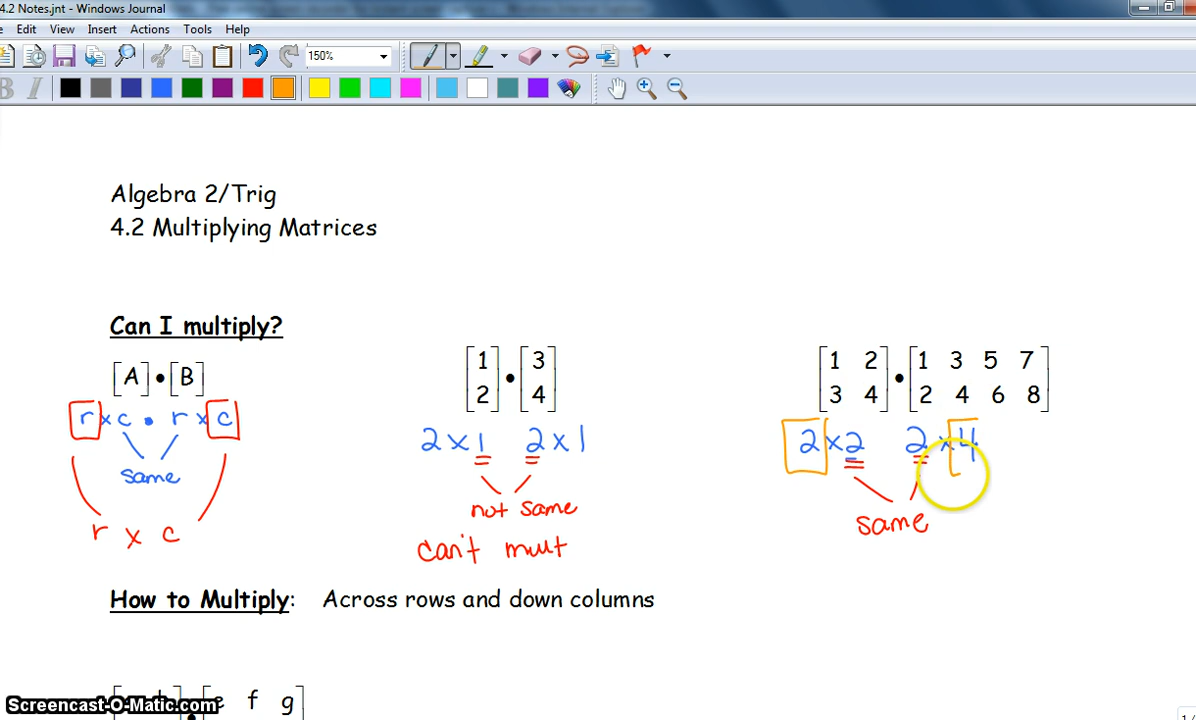 4.2 Notes.jnt - Windows Journal
Edit View Insert Actions Tools Help
B I 150%
Algebra 2/Trig
4.2 Multiplying Matrices
Can I multiply?
[A] • [B]
r x c • r x c
same
r x c
[1 • [3
2] 4]
2 x 1 2 x 1
not same
can't mult
[1 2 • [1 3 5 7
3 4] 2 4 6 8]
2 x 2 2 x 4
same
How to Multiply: Across rows and down columns
f g
Screencast-O-Matic.com